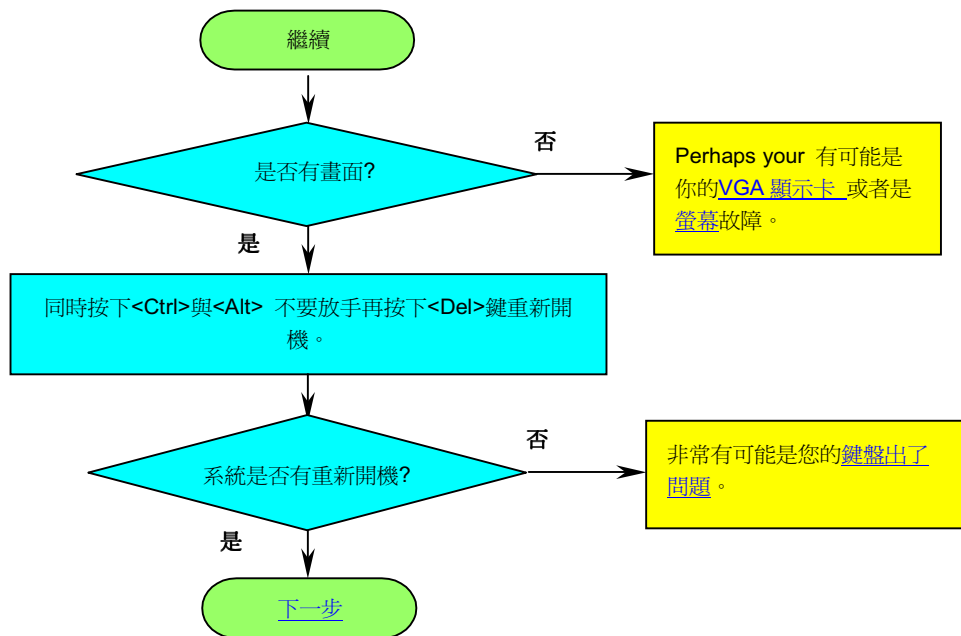 繼續
是否有畫面?
否
Perhaps your 有可能是
你的VGA 顯示卡 或者是
螢幕故障。
是
同時按下<Ctrl>與<Alt> 不要放手再按下<Del>鍵重新開
機。
系統是否有重新開機?
否
非常有可能是您的鍵盤出了
問題。
是
下一步